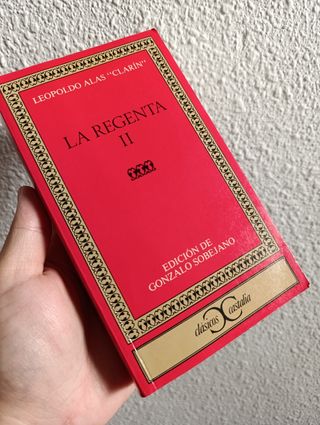 LEOPOLDO ALAS "CLARÍN"
LA REGENTA
II
EDICIÓN DE
GONZALO SOBEJANO
clásicos castalia